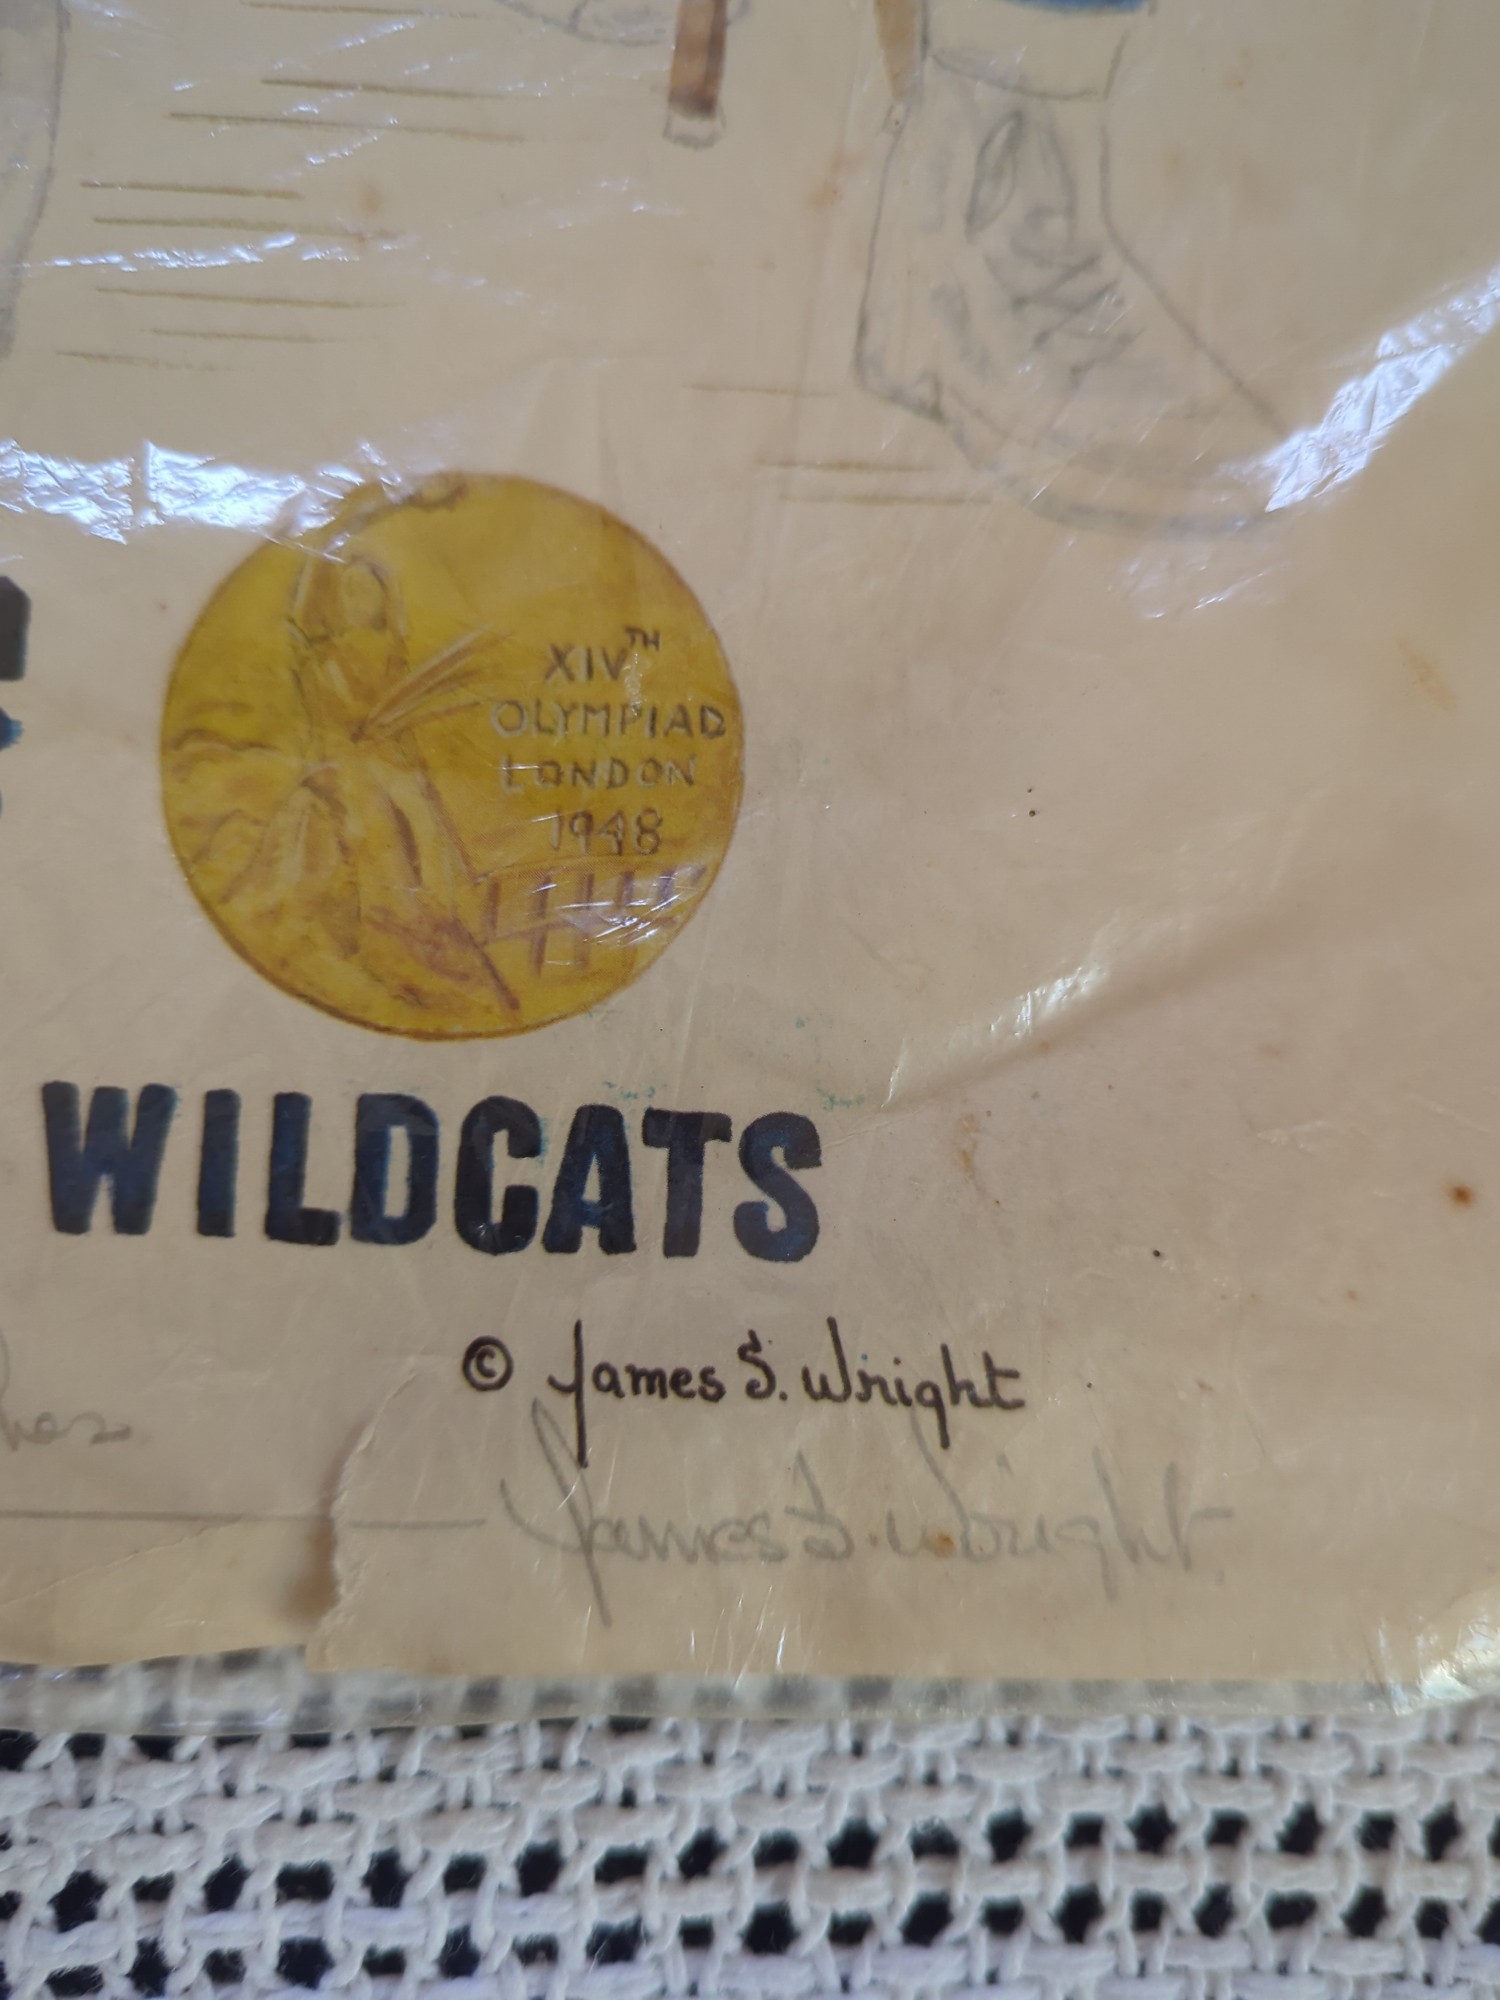 XIVTH
OLYMPIAD
LONDON
1948
WILDCATS
© James S. Wright
James S. Wright